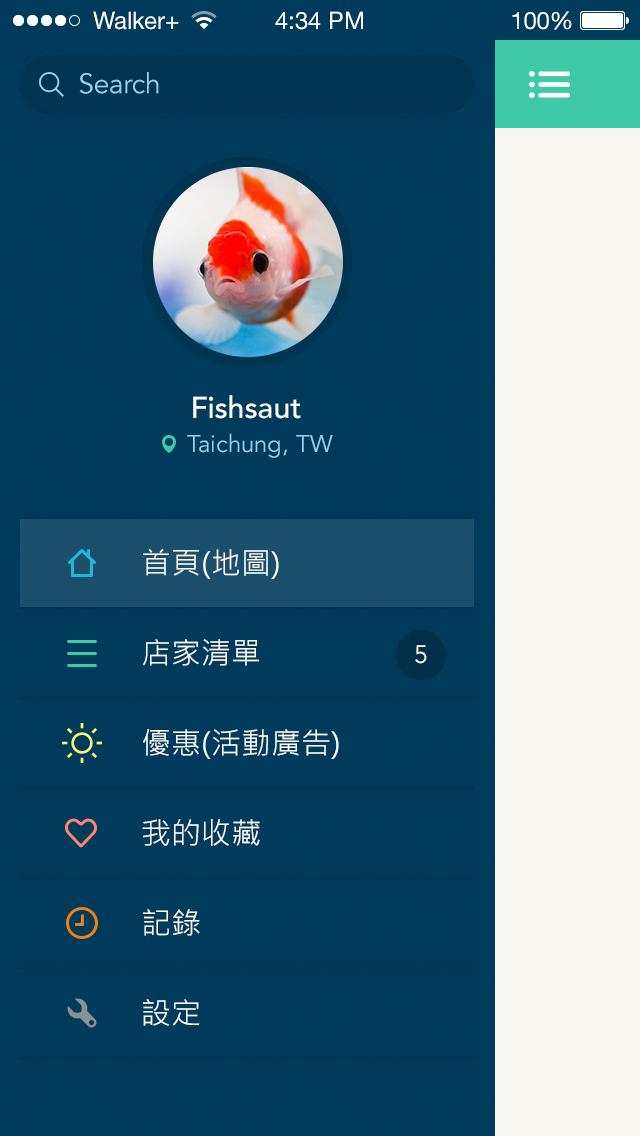 Walker+ 4:34 PM 100%
Search
Fishsaut
Taichung, TW
首頁(地圖)
店家清單 5
優惠(活動廣告)
我的收藏
記錄
設定